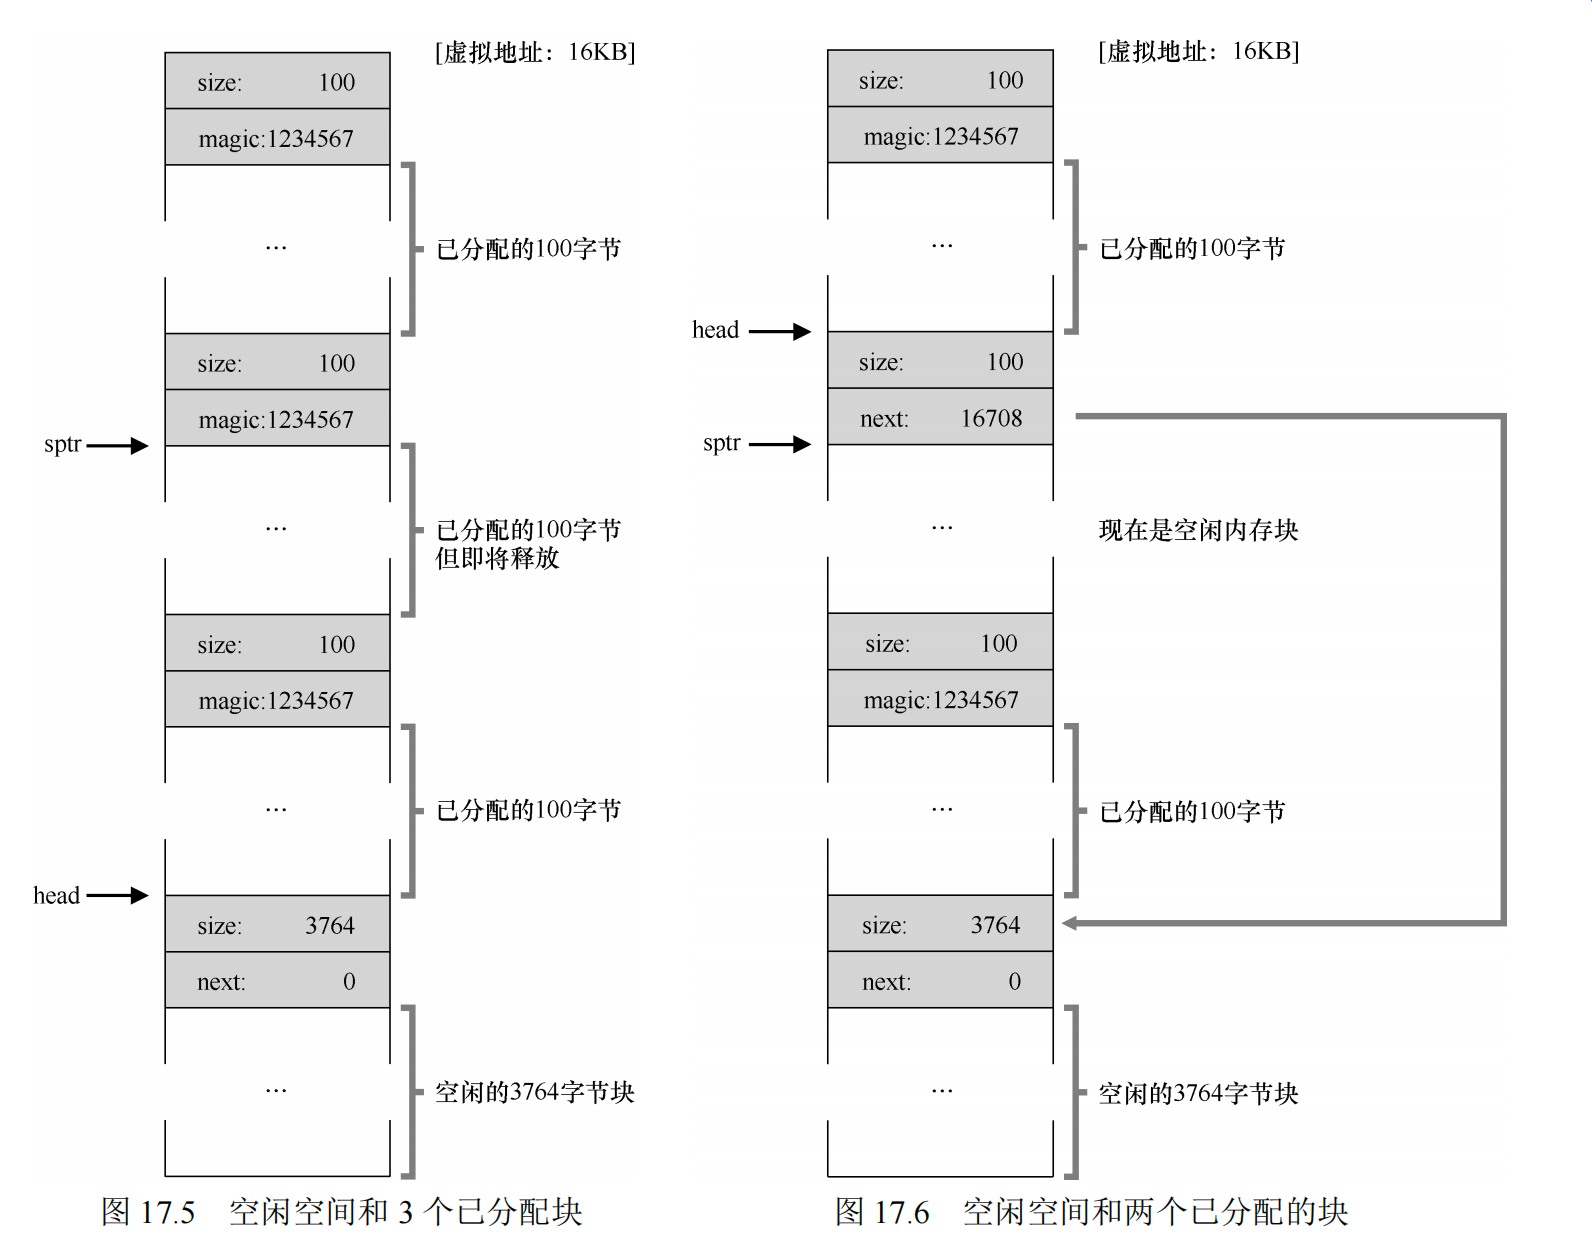 [虚拟地址：16KB]
size: 100
magic:1234567
...
已分配的100字节
size: 100
magic:1234567
sptr
...
已分配的100字节
但即将释放
size: 100
magic:1234567
...
已分配的100字节
head
size: 3764
next: 0
...
空闲的3764字节块
图 17.5 空闲空间和 3 个已分配块
[虚拟地址：16KB]
size: 100
magic:1234567
...
已分配的100字节
head
size: 100
next: 16708
sptr
...
现在是空闲内存块
size: 100
magic:1234567
...
已分配的100字节
size: 3764
next: 0
...
空闲的3764字节块
图 17.6 空闲空间和两个已分配的块